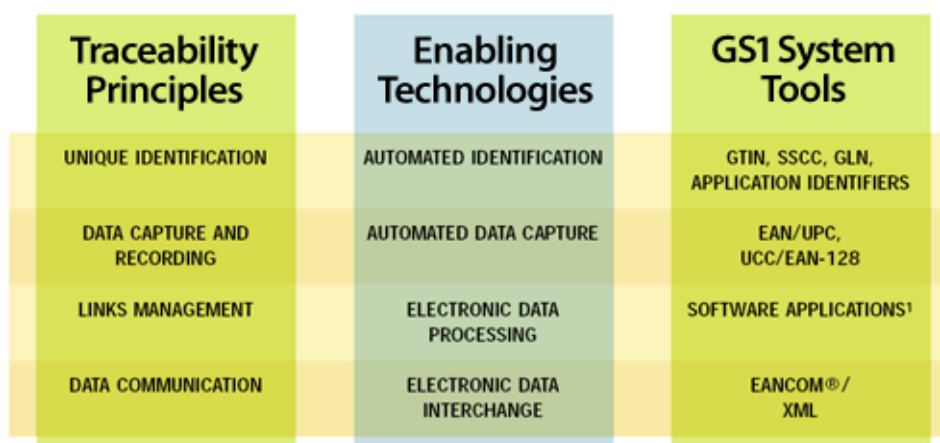 Traceability
Principles
Enabling
Technologies
GS1 System
Tools
UNIQUE IDENTIFICATION
AUTOMATED IDENTIFICATION
GTIN, SSCC, GLN,
APPLICATION IDENTIFIERS
DATA CAPTURE AND
RECORDING
AUTOMATED DATA CAPTURE
EAN/UPC,
UCC/EAN-128
LINKS MANAGEMENT
ELECTRONIC DATA
PROCESSING
SOFTWARE APPLICATIONS¹
DATA COMMUNICATION
ELECTRONIC DATA
INTERCHANGE
EANCOM®/
XML